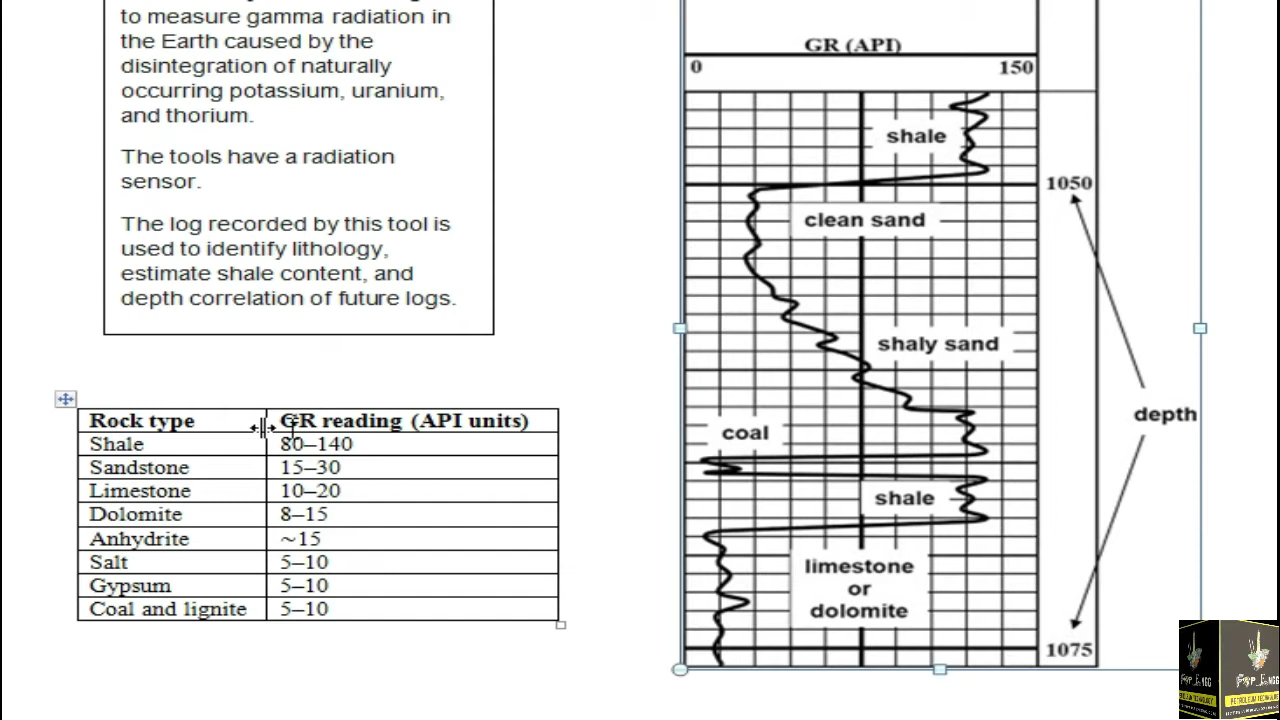 to measure gamma radiation in
the Earth caused by the
disintegration of naturally
occurring potassium, uranium,
and thorium.
The tools have a radiation
sensor.
The log recorded by this tool is
used to identify lithology,
estimate shale content, and
depth correlation of future logs.
Rock type GR reading (API units)
Shale 80–140
Sandstone 15–30
Limestone 10–20
Dolomite 8–15
Anhydrite ~15
Salt 5–10
Gypsum 5–10
Coal and lignite 5–10
GR (API)
0 150
shale
1050
clean sand
shaly sand
depth
coal
shale
limestone
or
dolomite
1075
PETROLEUM TECHNOLOGY